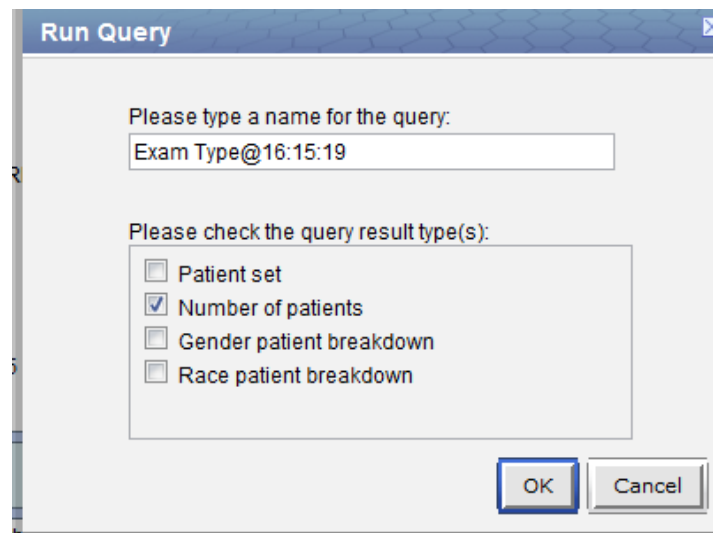 Run Query
Please type a name for the query:
Exam Type@16:15:19
Please check the query result type(s):
Patient set
Number of patients
Gender patient breakdown
Race patient breakdown
OK Cancel